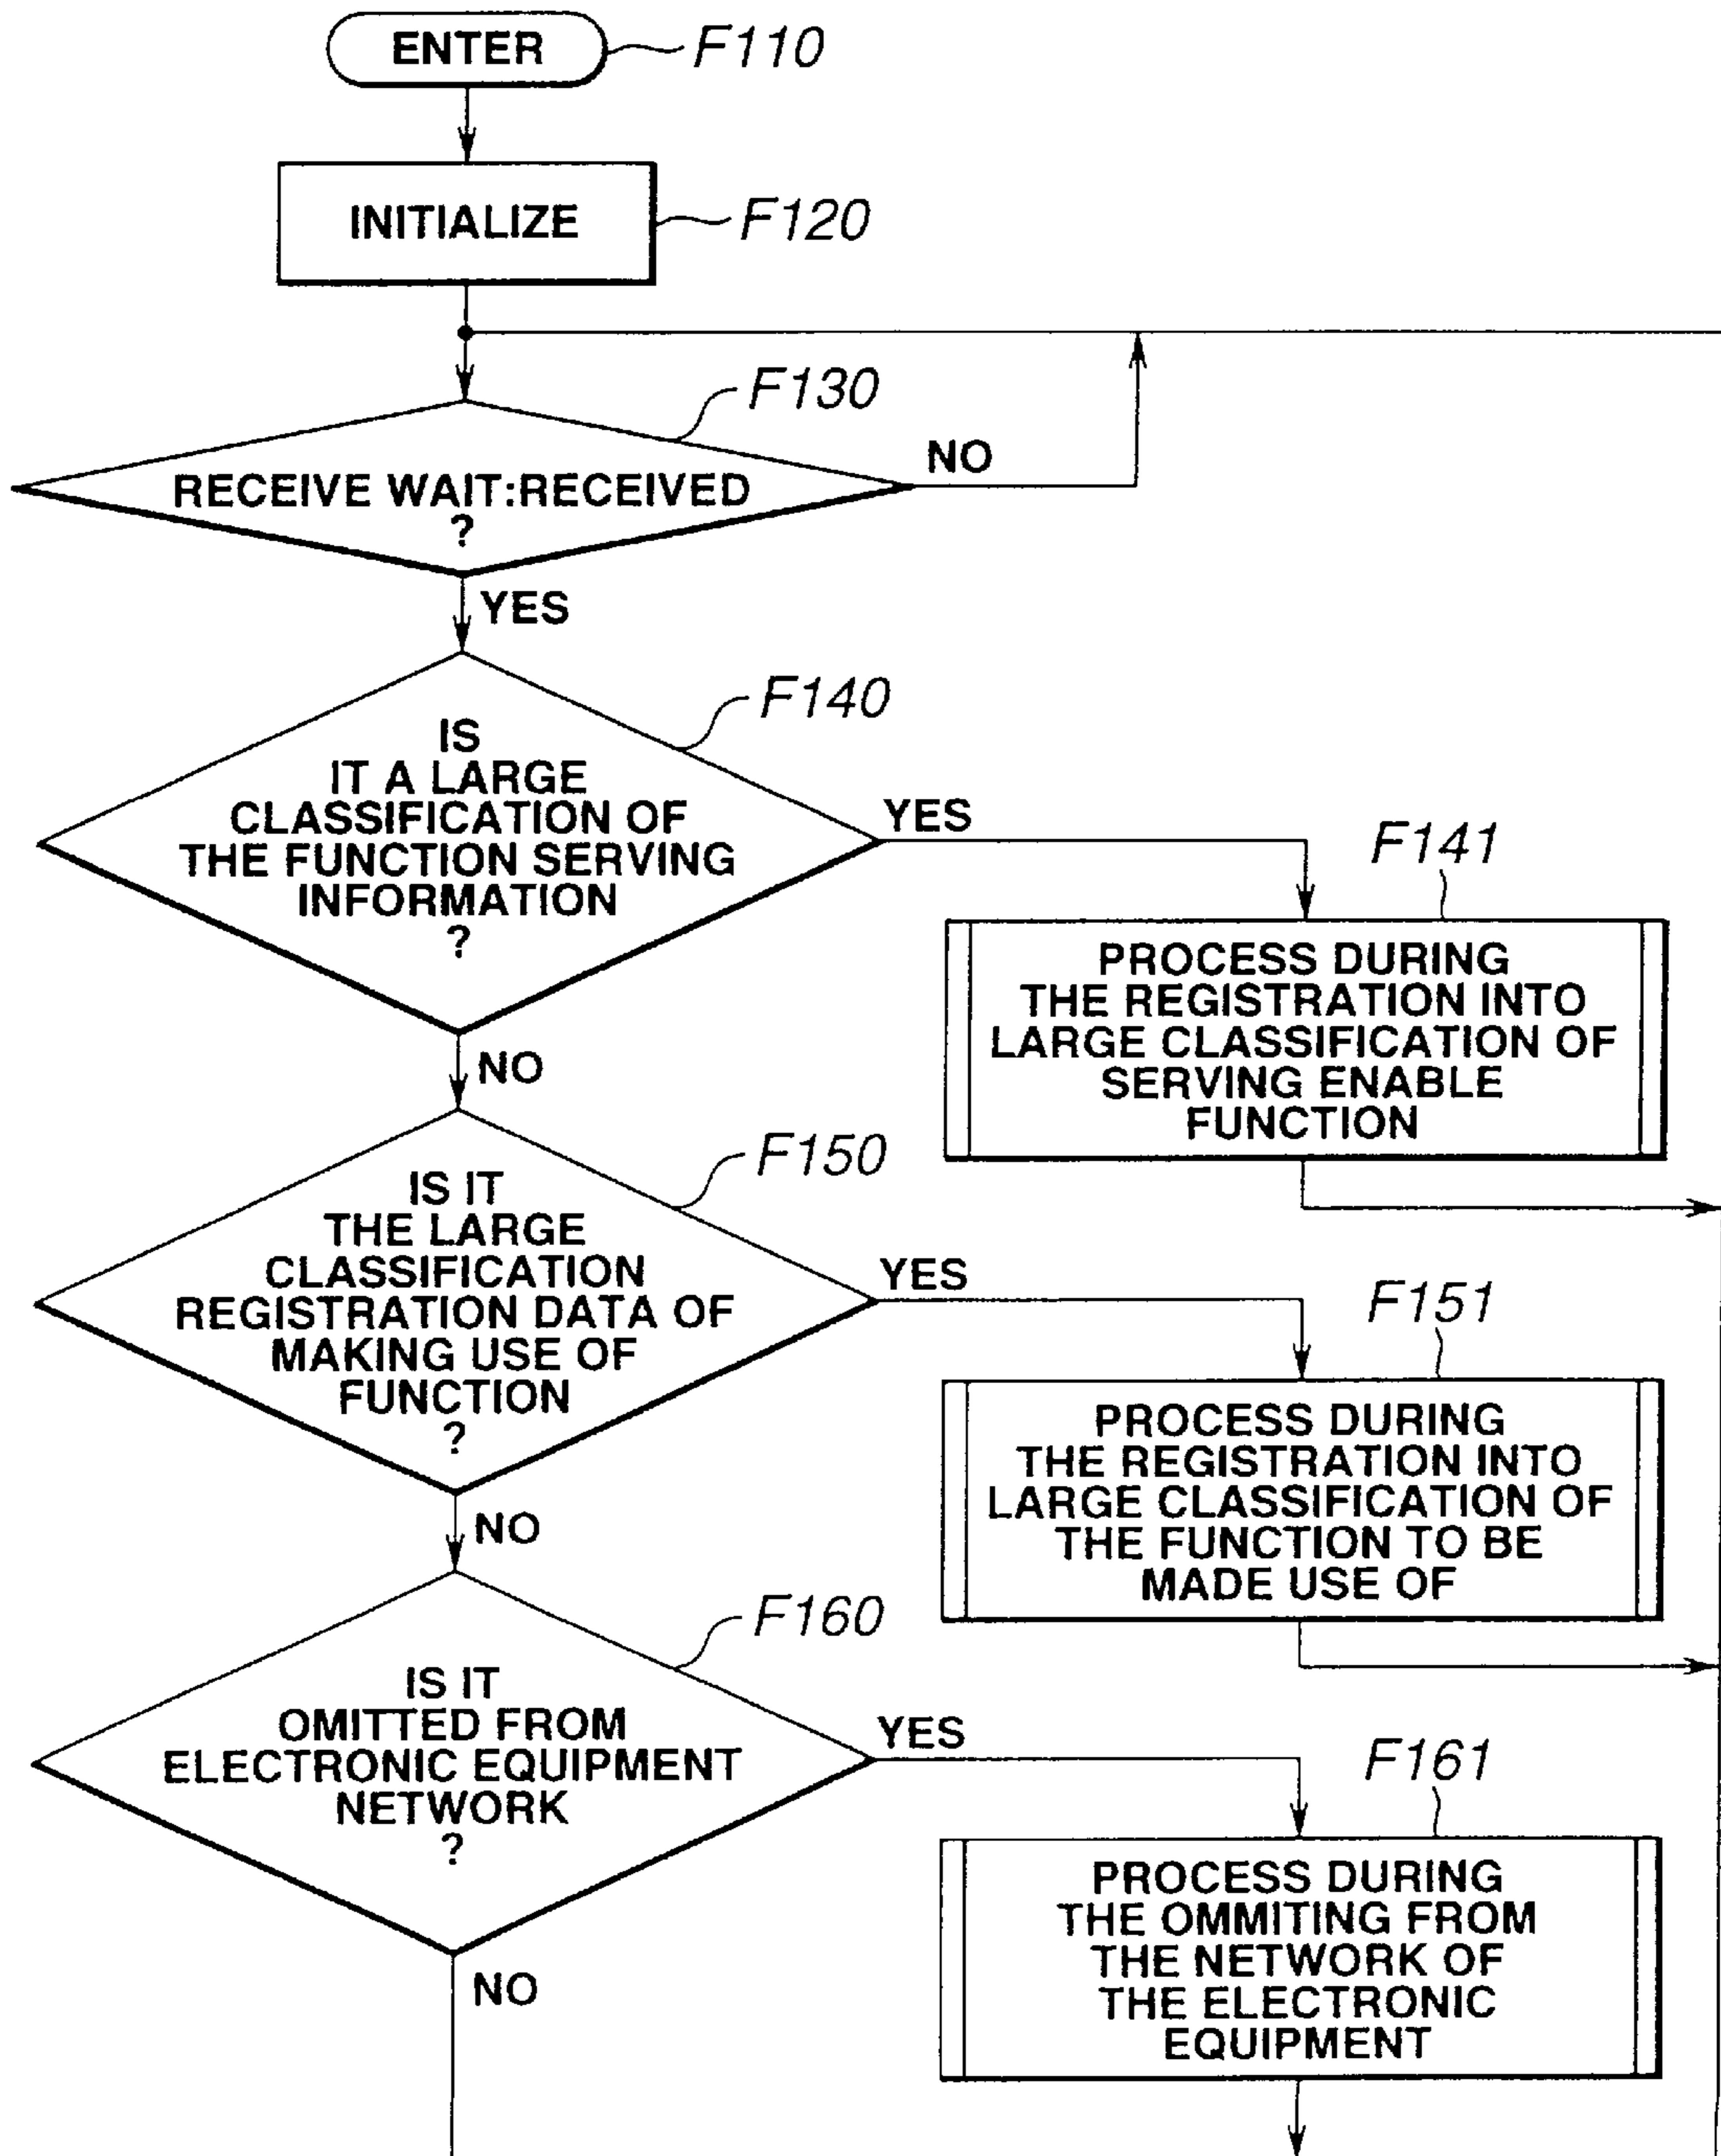 ENTER
F110
INITIALIZE
F120
F130
RECEIVE WAIT:RECEIVED
?
NO
YES
F140
IS
IT A LARGE
CLASSIFICATION OF
THE FUNCTION SERVING
INFORMATION
?
YES
F141
PROCESS DURING
THE REGISTRATION INTO
LARGE CLASSIFICATION OF
SERVING ENABLE
FUNCTION
NO
F150
IS IT
THE LARGE
CLASSIFICATION
REGISTRATION DATA OF
MAKING USE OF
FUNCTION
?
YES
F151
PROCESS DURING
THE REGISTRATION INTO
LARGE CLASSIFICATION OF
THE FUNCTION TO BE
MADE USE OF
NO
F160
IS IT
OMITTED FROM
ELECTRONIC EQUIPMENT
NETWORK
?
YES
F161
PROCESS DURING
THE OMMITING FROM
THE NETWORK OF
THE ELECTRONIC
EQUIPMENT
NO